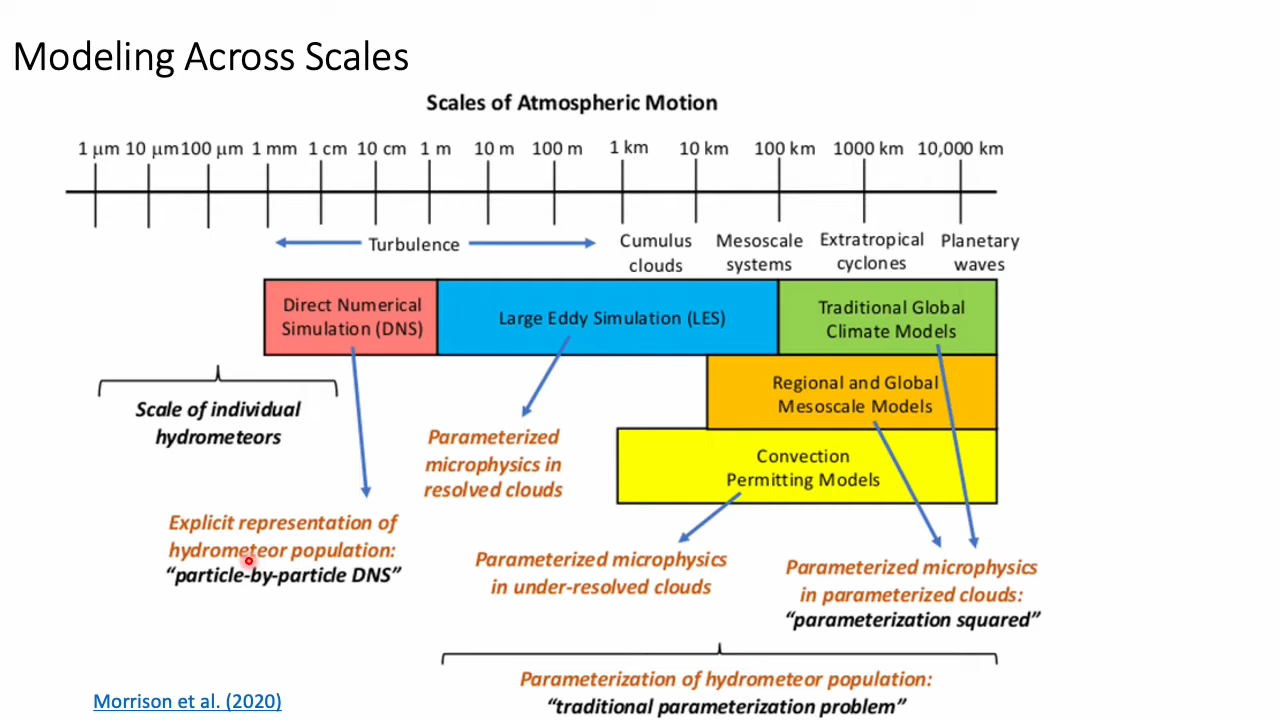 Modeling Across Scales
Scales of Atmospheric Motion
1 μm 10 μm 100 μm 1 mm 1 cm 10 cm 1 m 10 m 100 m 1 km 10 km 100 km 1000 km 10,000 km
Turbulence
Cumulus
clouds
Mesoscale
systems
Extratropical
cyclones
Planetary
waves
Direct Numerical
Simulation (DNS)
Large Eddy Simulation (LES)
Traditional Global
Climate Models
Regional and Global
Mesoscale Models
Convection
Permitting Models
Scale of individual
hydrometeors
Parameterized
microphysics in
resolved clouds
Explicit representation of
hydrometeor population:
“particle-by-particle DNS”
Parameterized microphysics
in under-resolved clouds
Parameterized microphysics
in parameterized clouds:
“parameterization squared”
Parameterization of hydrometeor population:
“traditional parameterization problem”
Morrison et al. (2020)